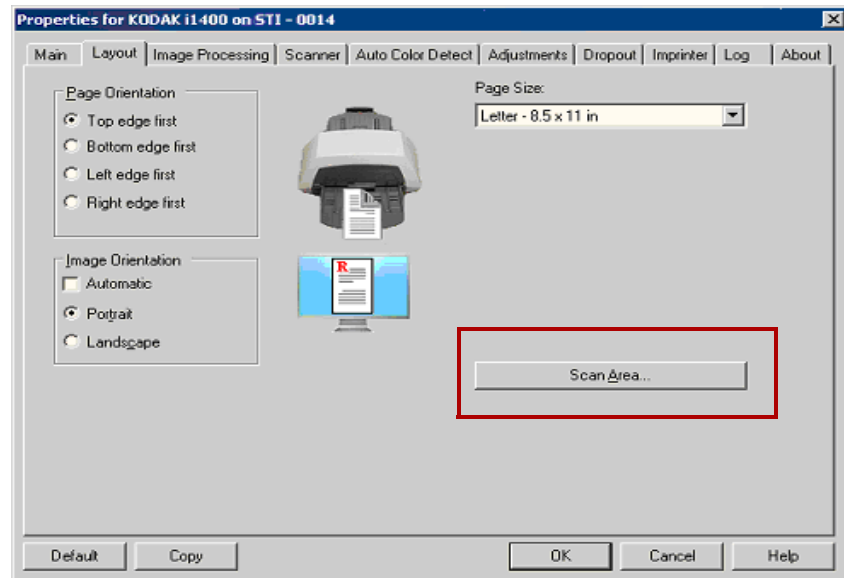 Properties for KODAK i1400 on STI - 0014
Main Layout Image Processing Scanner Auto Color Detect Adjustments Dropout Imprinter Log About
Page Orientation
Top edge first
Bottom edge first
Left edge first
Right edge first
Page Size:
Letter - 8.5 x 11 in
Image Orientation
Automatic
Portrait
Landscape
R
Scan Area...
Default Copy OK Cancel Help